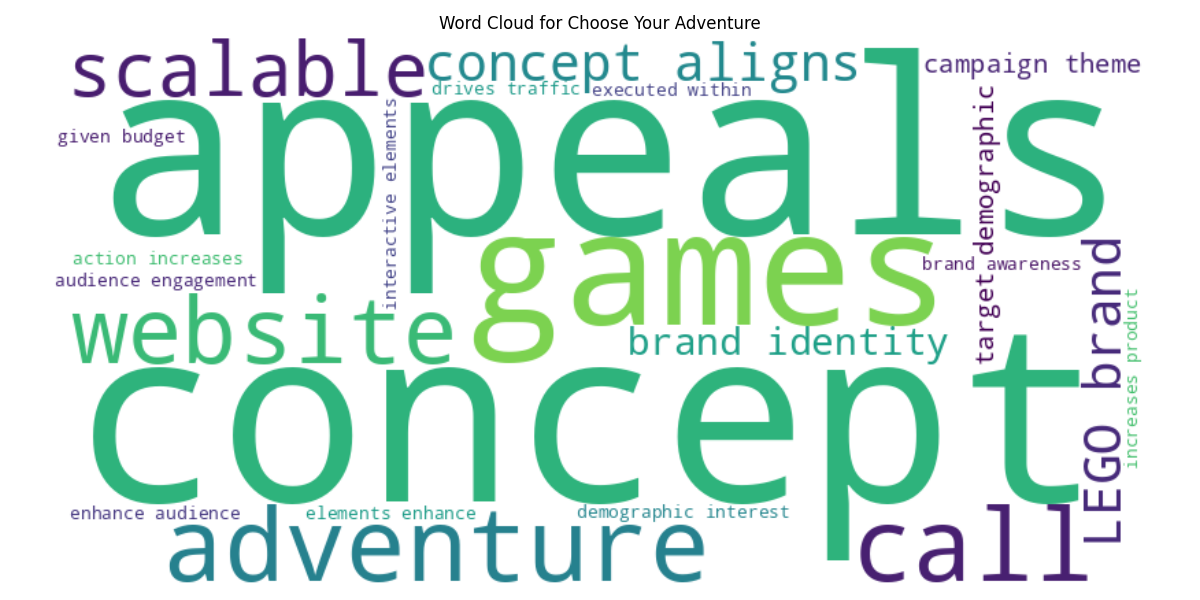 Word Cloud for Choose Your Adventure
scalable
concept aligns
campaign theme
drives traffic
executed within
appeals
given budget
interactive elements
target demographic
games
action increases
audience engagement
brand awareness
LEGO brand
increases product
website
brand identity
concept
enhance audience
elements enhance
demographic interest
adventure
call